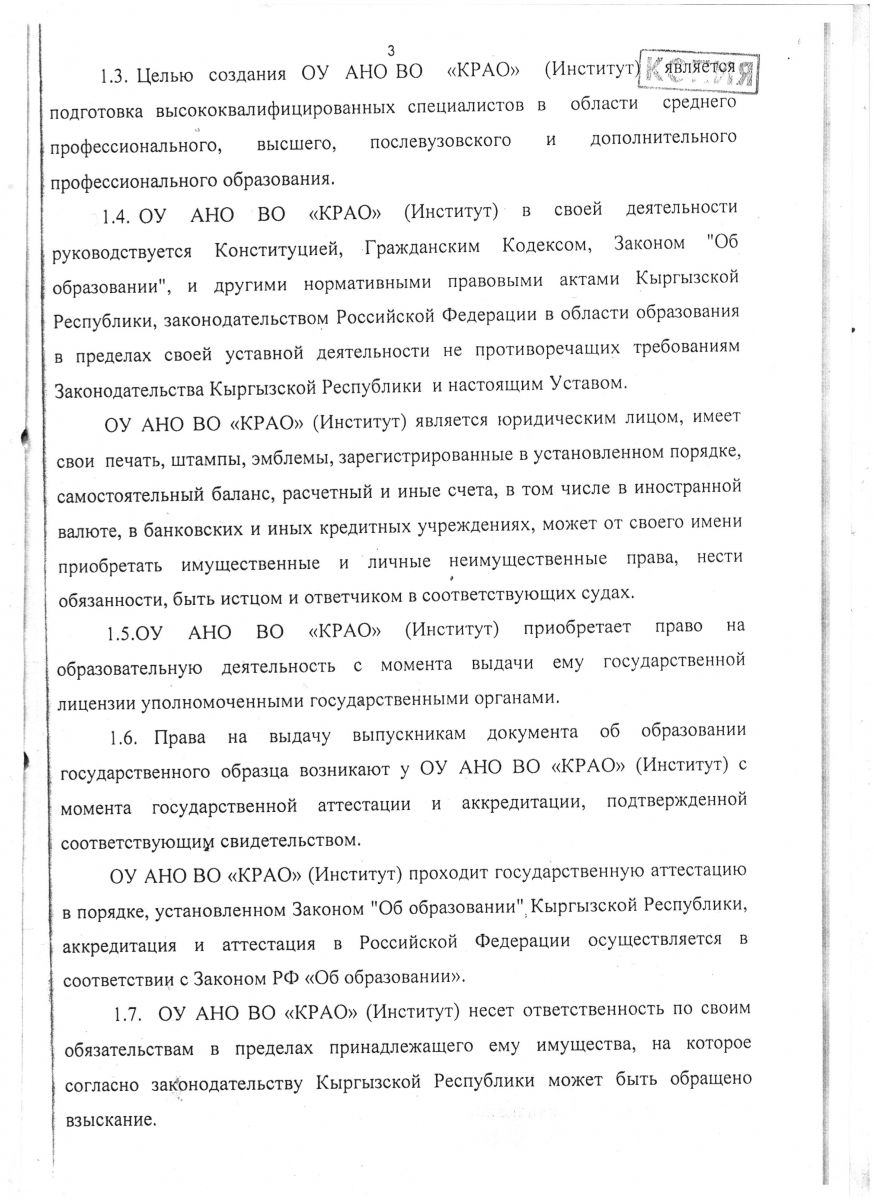 3
1.3. Целью создания ОУ АНО ВО «КРАО» (Институт) является
КОПИЯ
подготовка высококвалифицированных специалистов в области среднего
профессионального, высшего, послевузовского и дополнительного
профессионального образования.
1.4. ОУ АНО ВО «КРАО» (Институт) в своей деятельности
руководствуется Конституцией, Гражданским Кодексом, Законом "Об
образовании", и другими нормативными правовыми актами Кыргызской
Республики, законодательством Российской Федерации в области образования
в пределах своей уставной деятельности не противоречащих требованиям
Законодательства Кыргызской Республики и настоящим Уставом.
ОУ АНО ВО «КРАО» (Институт) является юридическим лицом, имеет
свои печать, штампы, эмблемы, зарегистрированные в установленном порядке,
самостоятельный баланс, расчетный и иные счета, в том числе в иностранной
валюте, в банковских и иных кредитных учреждениях, может от своего имени
приобретать имущественные и личные неимущественные права, нести
обязанности, быть истцом и ответчиком в соответствующих судах.
1.5.ОУ АНО ВО «КРАО» (Институт) приобретает право на
образовательную деятельность с момента выдачи ему государственной
лицензии уполномоченными государственными органами.
1.6. Права на выдачу выпускникам документа об образовании
государственного образца возникают у ОУ АНО ВО «КРАО» (Институт) с
момента государственной аттестации и аккредитации, подтвержденной
соответствующим свидетельством.
ОУ АНО ВО «КРАО» (Институт) проходит государственную аттестацию
в порядке, установленном Законом "Об образовании" Кыргызской Республики,
аккредитация и аттестация в Российской Федерации осуществляется в
соответствии с Законом РФ «Об образовании».
1.7. ОУ АНО ВО «КРАО» (Институт) несет ответственность по своим
обязательствам в пределах принадлежащего ему имущества, на которое
согласно законодательству Кыргызской Республики может быть обращено
взыскание.